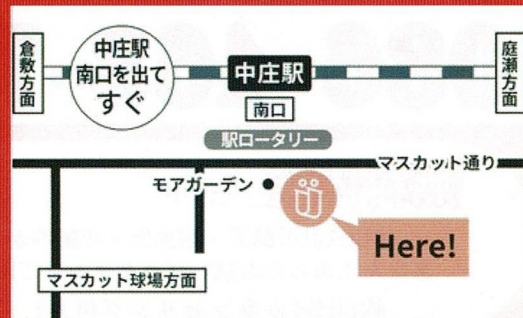 倉敷方面
中庄駅
南口を出て
すぐ
中庄駅
南口
庭瀬方面
駅ロータリー
マスカット通り
モアガーデン
Here!
マスカット球場方面